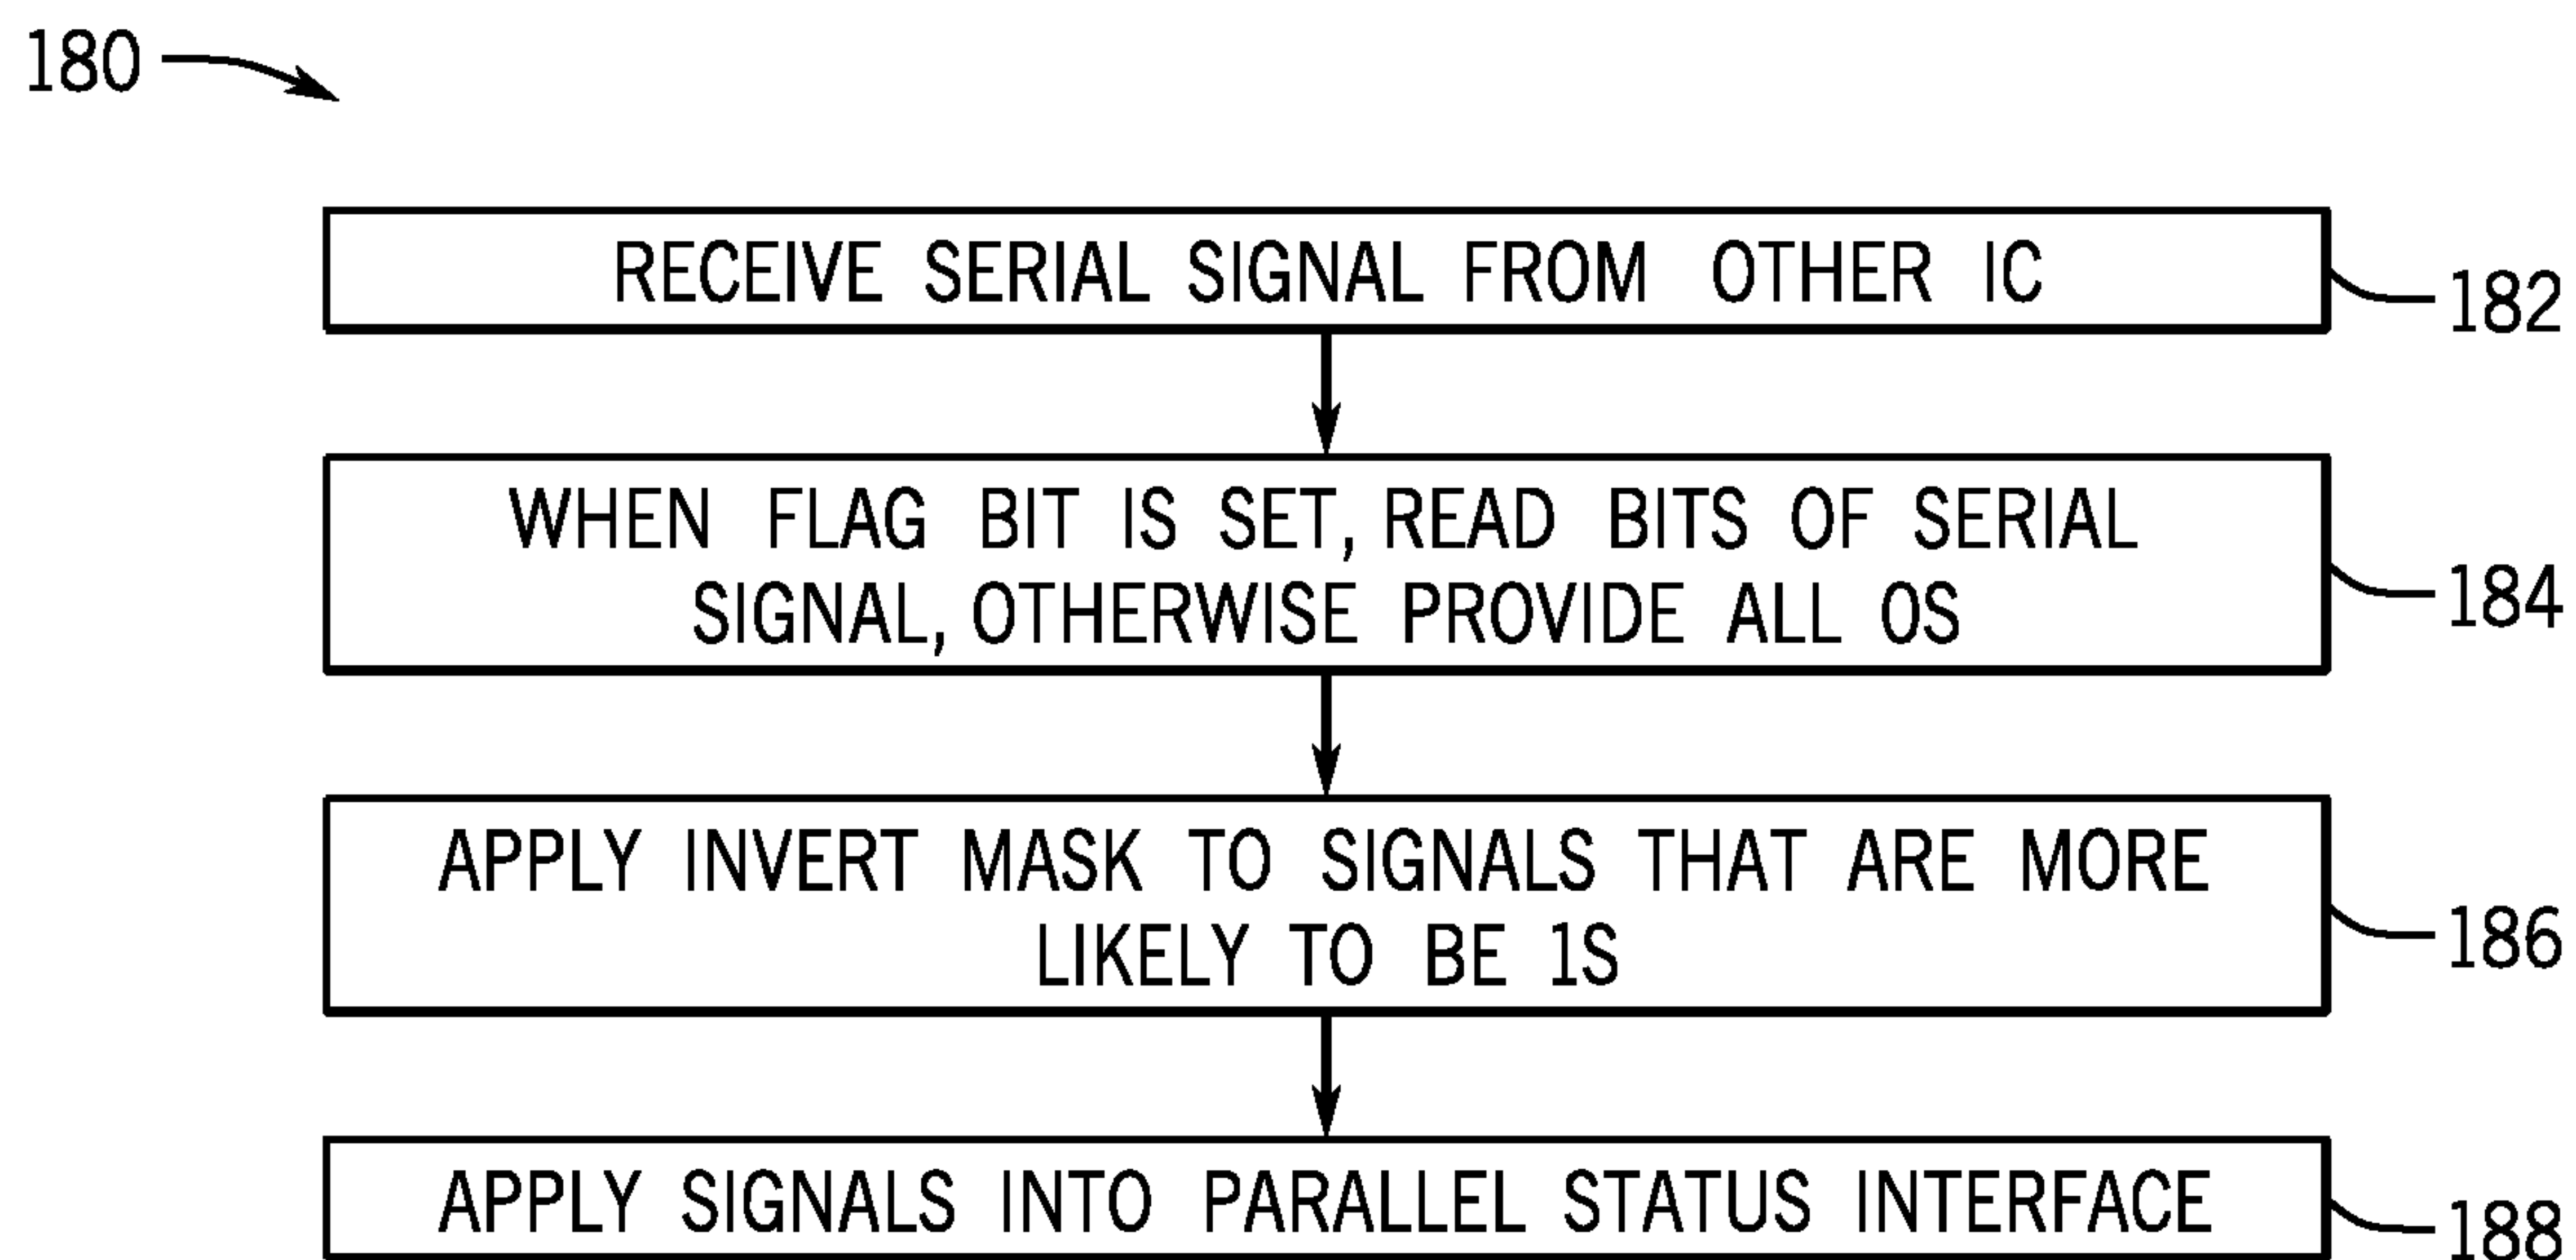 180
RECEIVE SERIAL SIGNAL FROM OTHER IC
182
WHEN FLAG BIT IS SET, READ BITS OF SERIAL
SIGNAL, OTHERWISE PROVIDE ALL 0S
184
APPLY INVERT MASK TO SIGNALS THAT ARE MORE
LIKELY TO BE 1S
186
APPLY SIGNALS INTO PARALLEL STATUS INTERFACE
188